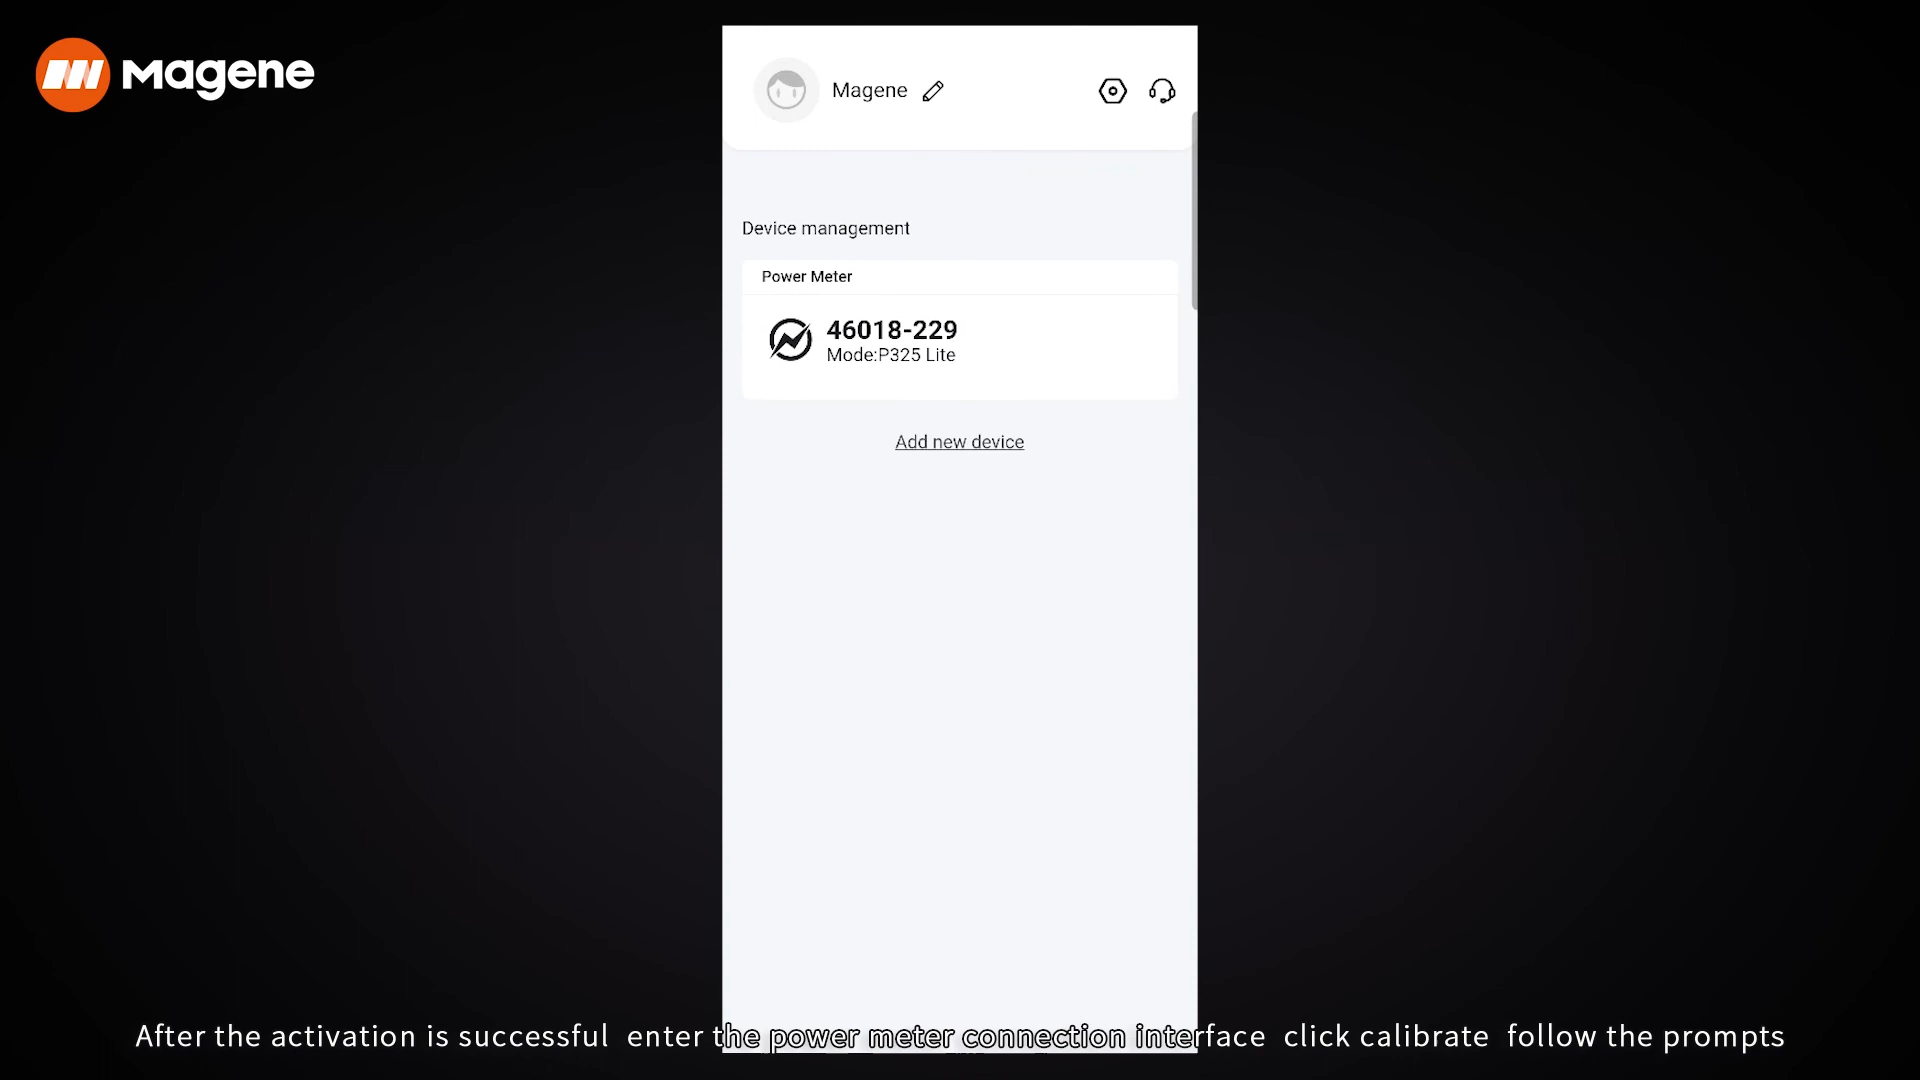 Magene
Magene
Device management
Power Meter
46018-229
Mode:P325 Lite
Add new device
After the activation is successful enter the power meter connection interface click calibrate follow the prompts